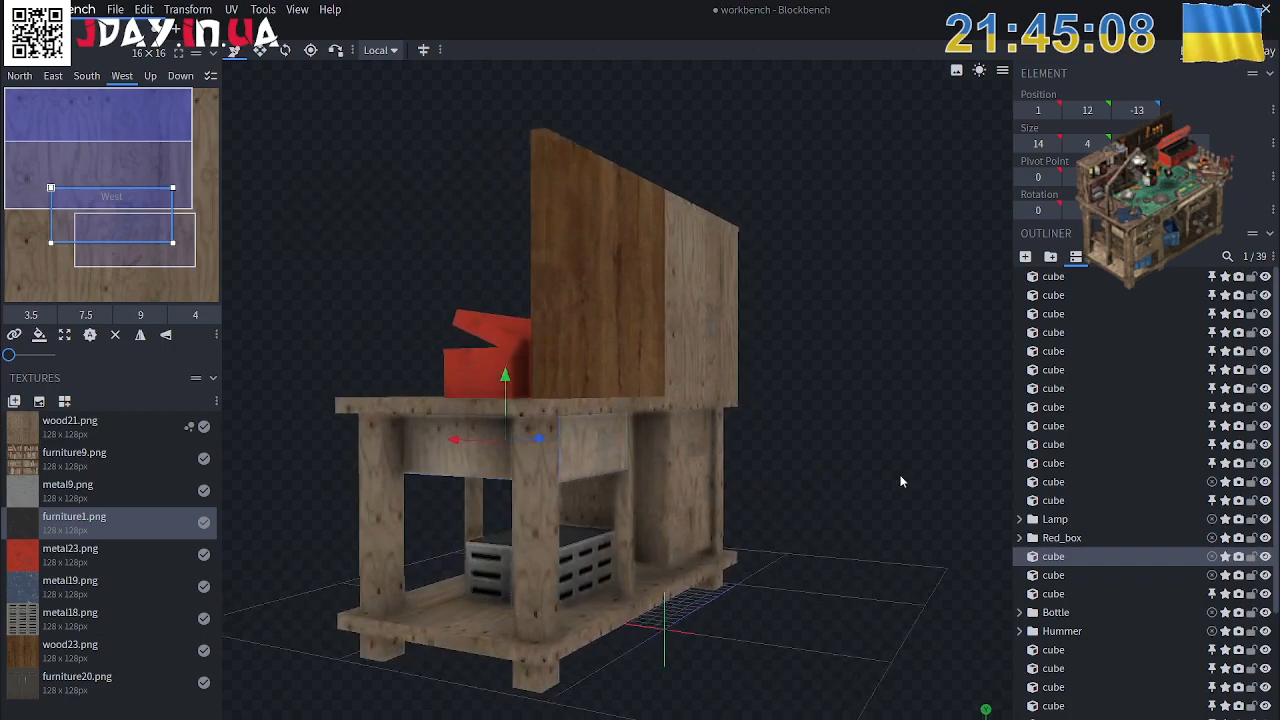 bench File Edit Transform UV Tools View Help
workbench - Blockbench
JDAY.IN.UA
21:45:08
16 × 16
Local
North East South West Up Down
West
3.5 7.5 9 4
TEXTURES
wood21.png
128 x 128px
furniture9.png
128 x 128px
metal9.png
128 x 128px
furniture1.png
128 x 128px
metal23.png
128 x 128px
metal19.png
128 x 128px
metal18.png
128 x 128px
wood23.png
128 x 128px
furniture20.png
128 x 128px
Y
ELEMENT
Position
1 12 -13
Size
14 4
Pivot Point
0
Rotation
0
OUTLINER
1/39
cube
cube
cube
cube
cube
cube
cube
cube
cube
cube
cube
cube
cube
Lamp
Red_box
cube
cube
cube
Bottle
Hummer
cube
cube
cube
cube